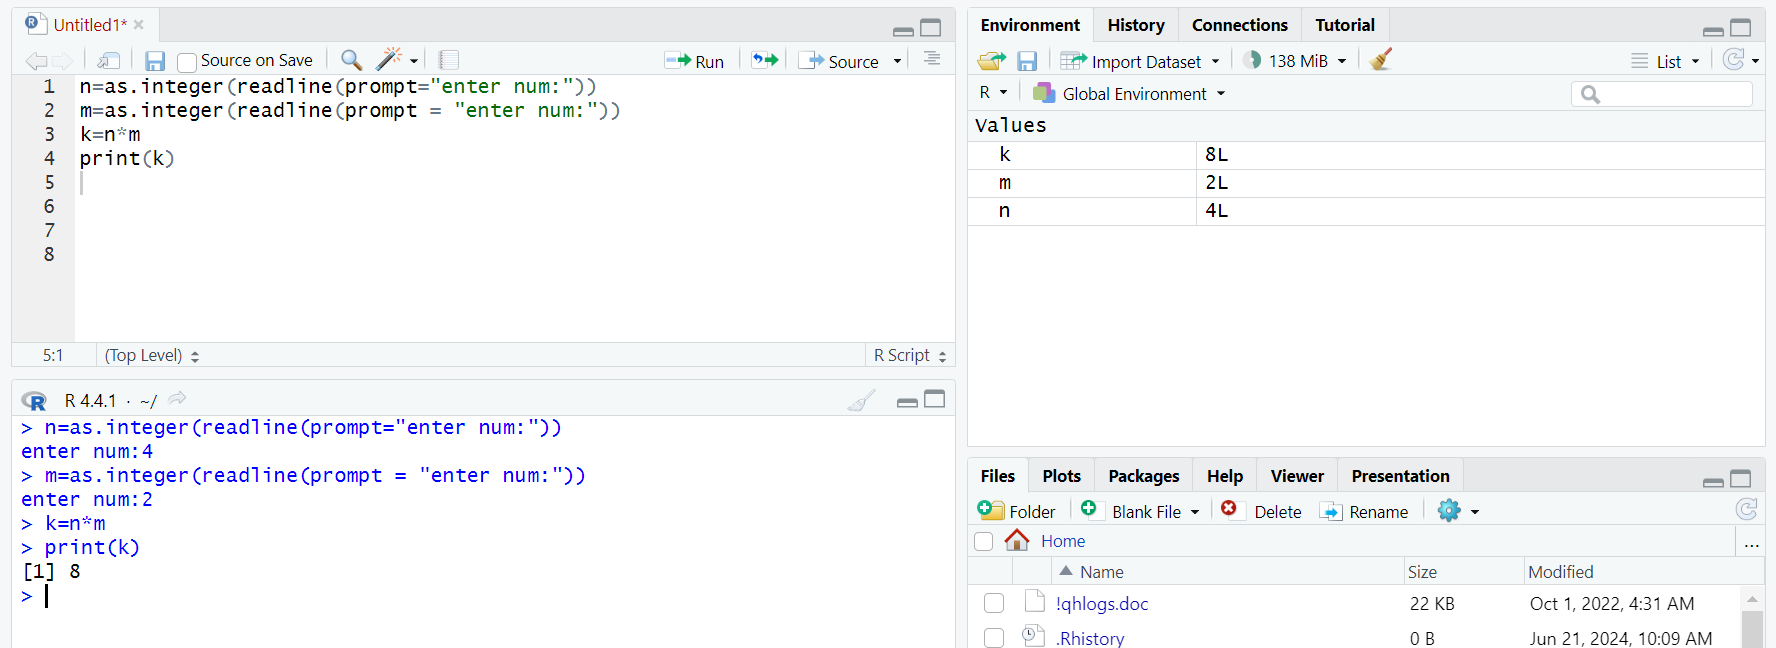 Untitled1*
Source on Save
Run
Source
1 n=as.integer(readline(prompt="enter num:"))
2 m=as.integer(readline(prompt = "enter num:"))
3 k=n*m
4 print(k)
5
6
7
8
5:1 (Top Level) R Script
R 4.4.1 · ~/
> n=as.integer(readline(prompt="enter num:"))
enter num:4
> m=as.integer(readline(prompt = "enter num:"))
enter num:2
> k=n*m
> print(k)
[1] 8
>
Environment History Connections Tutorial
Import Dataset 138 MiB List
R Global Environment
Values
k 8L
m 2L
n 4L
Files Plots Packages Help Viewer Presentation
Folder Blank File Delete Rename
Home ...
Name Size Modified
!qhlogs.doc 22 KB Oct 1, 2022, 4:31 AM
.Rhistory 0 B Jun 21, 2024, 10:09 AM